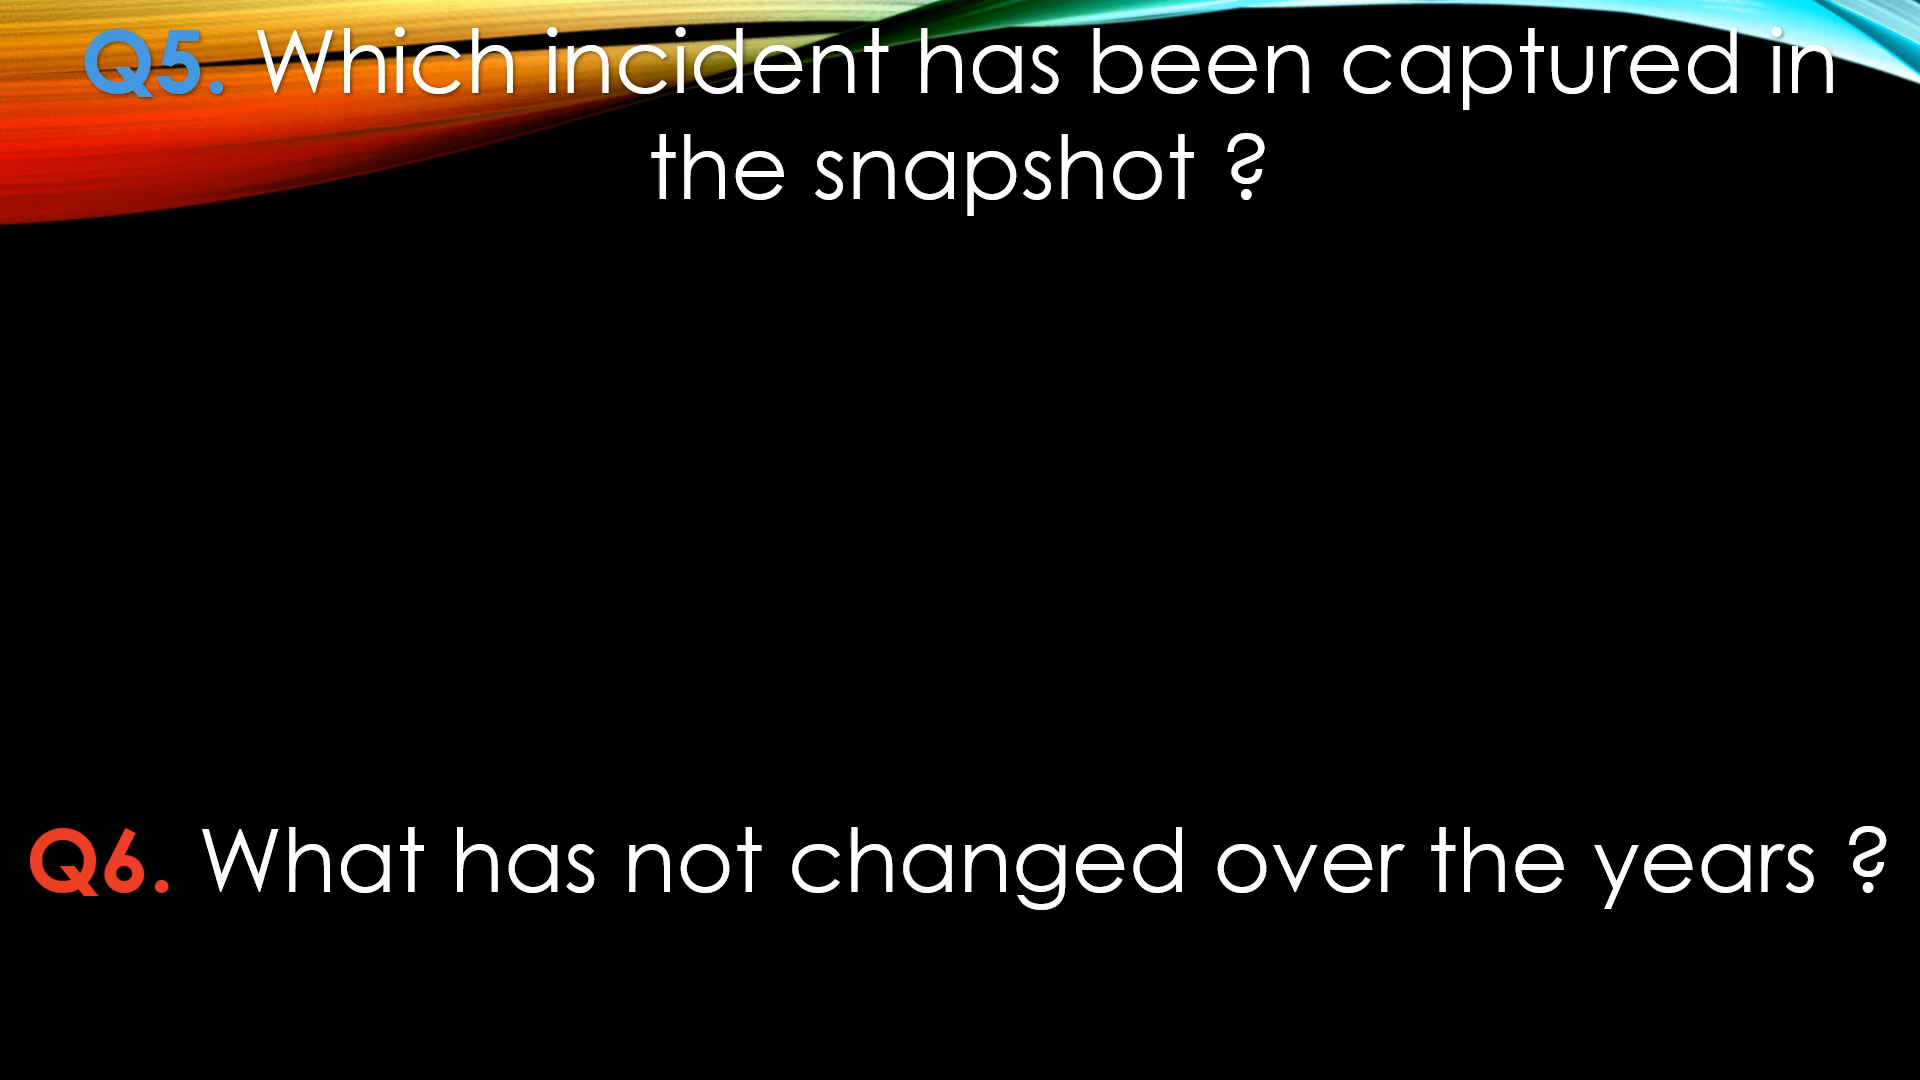 Q5. Which incident has been captured in
the snapshot ?
Q6. What has not changed over the years ?